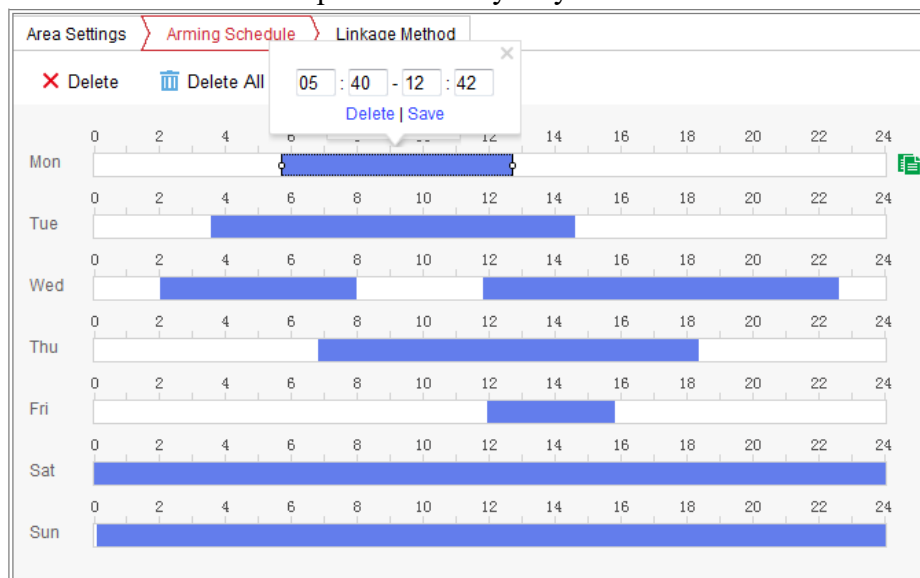 Area Settings Arming Schedule Linkage Method
Delete Delete All
05 : 40 - 12 : 42
Delete | Save
0 2 4 6 12 14 16 18 20 22 24
Mon
0 2 4 6 8 10 12 14 16 18 20 22 24
Tue
0 2 4 6 8 10 12 14 16 18 20 22 24
Wed
0 2 4 6 8 10 12 14 16 18 20 22 24
Thu
0 2 4 6 8 10 12 14 16 18 20 22 24
Fri
0 2 4 6 8 10 12 14 16 18 20 22 24
Sat
0 2 4 6 8 10 12 14 16 18 20 22 24
Sun